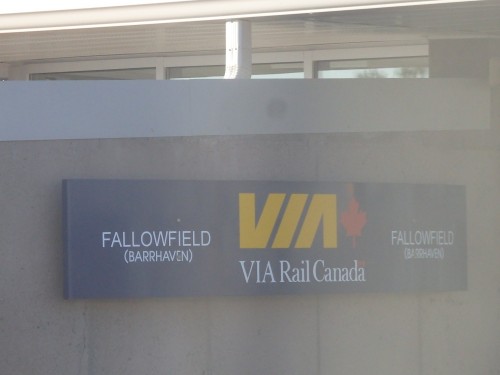 FALLOWFIELD
(BARRHAVEN)
VIA
VIA Rail Canada
FALLOWFIELD
(BARRHAVEN)